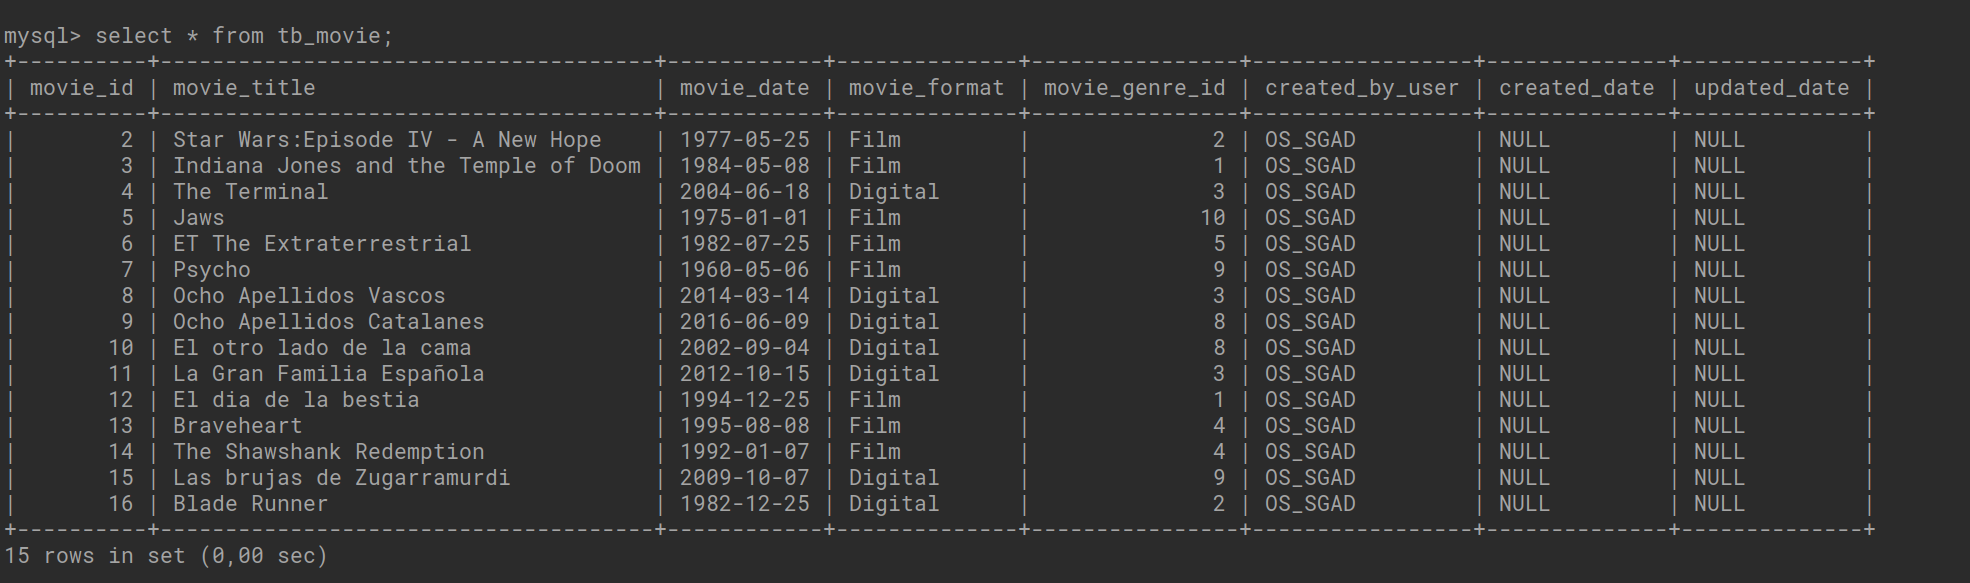 mysql> select * from tb_movie;
+----------+--------------------------------------+------------+--------------+----------------+-----------------+--------------+--------------+
| movie_id | movie_title                          | movie_date | movie_format | movie_genre_id | created_by_user | created_date | updated_date |
+----------+--------------------------------------+------------+--------------+----------------+-----------------+--------------+--------------+
|        2 | Star Wars:Episode IV - A New Hope    | 1977-05-25 | Film         |              2 | OS_SGAD         | NULL         | NULL         |
|        3 | Indiana Jones and the Temple of Doom | 1984-05-08 | Film         |              1 | OS_SGAD         | NULL         | NULL         |
|        4 | The Terminal                         | 2004-06-18 | Digital      |              3 | OS_SGAD         | NULL         | NULL         |
|        5 | Jaws                                 | 1975-01-01 | Film         |             10 | OS_SGAD         | NULL         | NULL         |
|        6 | ET The Extraterrestrial              | 1982-07-25 | Film         |              5 | OS_SGAD         | NULL         | NULL         |
|        7 | Psycho                               | 1960-05-06 | Film         |              9 | OS_SGAD         | NULL         | NULL         |
|        8 | Ocho Apellidos Vascos                | 2014-03-14 | Digital      |              3 | OS_SGAD         | NULL         | NULL         |
|        9 | Ocho Apellidos Catalanes             | 2016-06-09 | Digital      |              8 | OS_SGAD         | NULL         | NULL         |
|       10 | El otro lado de la cama              | 2002-09-04 | Digital      |              8 | OS_SGAD         | NULL         | NULL         |
|       11 | La Gran Familia Española             | 2012-10-15 | Digital      |              3 | OS_SGAD         | NULL         | NULL         |
|       12 | El dia de la bestia                  | 1994-12-25 | Film         |              1 | OS_SGAD         | NULL         | NULL         |
|       13 | Braveheart                           | 1995-08-08 | Film         |              4 | OS_SGAD         | NULL         | NULL         |
|       14 | The Shawshank Redemption             | 1992-01-07 | Film         |              4 | OS_SGAD         | NULL         | NULL         |
|       15 | Las brujas de Zugarramurdi           | 2009-10-07 | Digital      |              9 | OS_SGAD         | NULL         | NULL         |
|       16 | Blade Runner                         | 1982-12-25 | Digital      |              2 | OS_SGAD         | NULL         | NULL         |
+----------+--------------------------------------+------------+--------------+----------------+-----------------+--------------+--------------+
15 rows in set (0,00 sec)